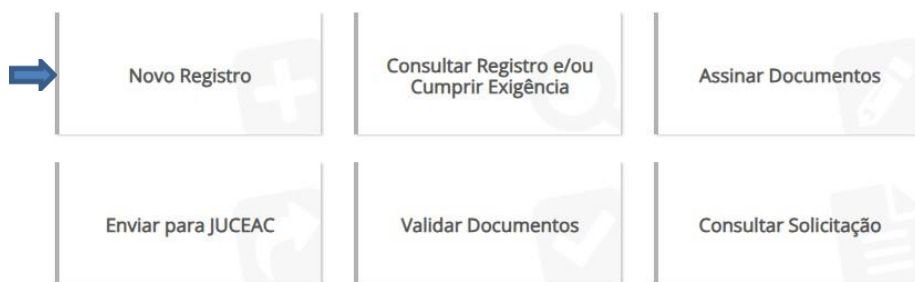 Novo Registro
Consultar Registro e/ou
Cumprir Exigência
Assinar Documentos
Enviar para JUCEAC
Validar Documentos
Consultar Solicitação